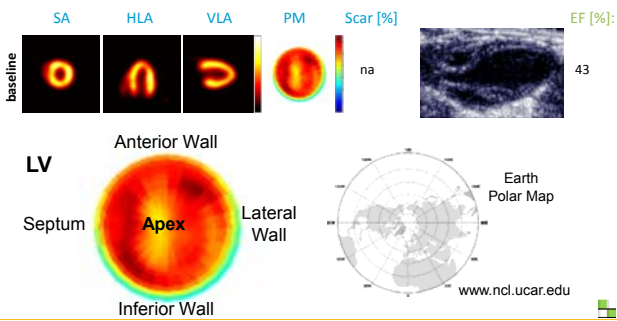 SA HLA VLA PM Scar [%] EF [%]:
baseline
na
43
Anterior Wall
LV
Septum
Apex
Lateral
Wall
Inferior Wall
Earth
Polar Map
www.ncl.ucar.edu